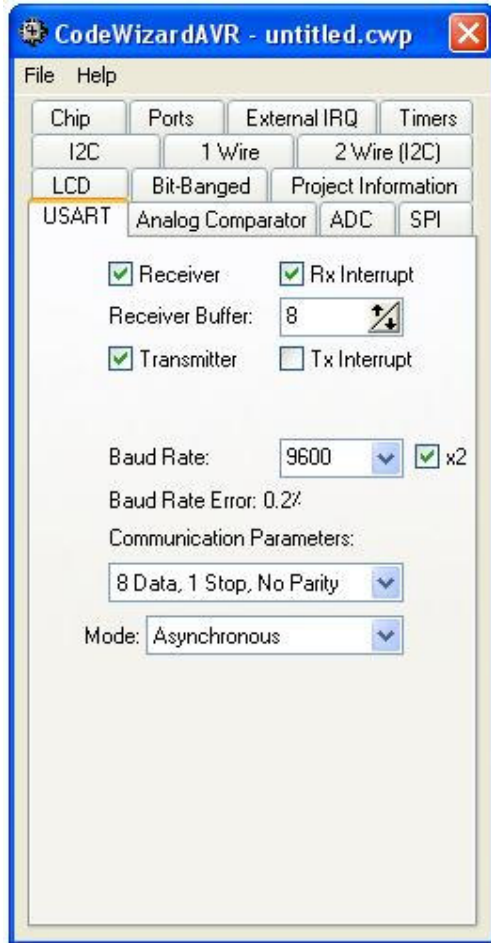 CodeWizardAVR - untitled.cwp
File Help
Chip Ports External IRQ Timers
I2C 1 Wire 2 Wire (I2C)
LCD Bit-Banged Project Information
USART Analog Comparator ADC SPI
Receiver Rx Interrupt
Receiver Buffer: 8
Transmitter Tx Interrupt
Baud Rate: 9600 x2
Baud Rate Error: 0.2%
Communication Parameters:
8 Data, 1 Stop, No Parity
Mode: Asynchronous